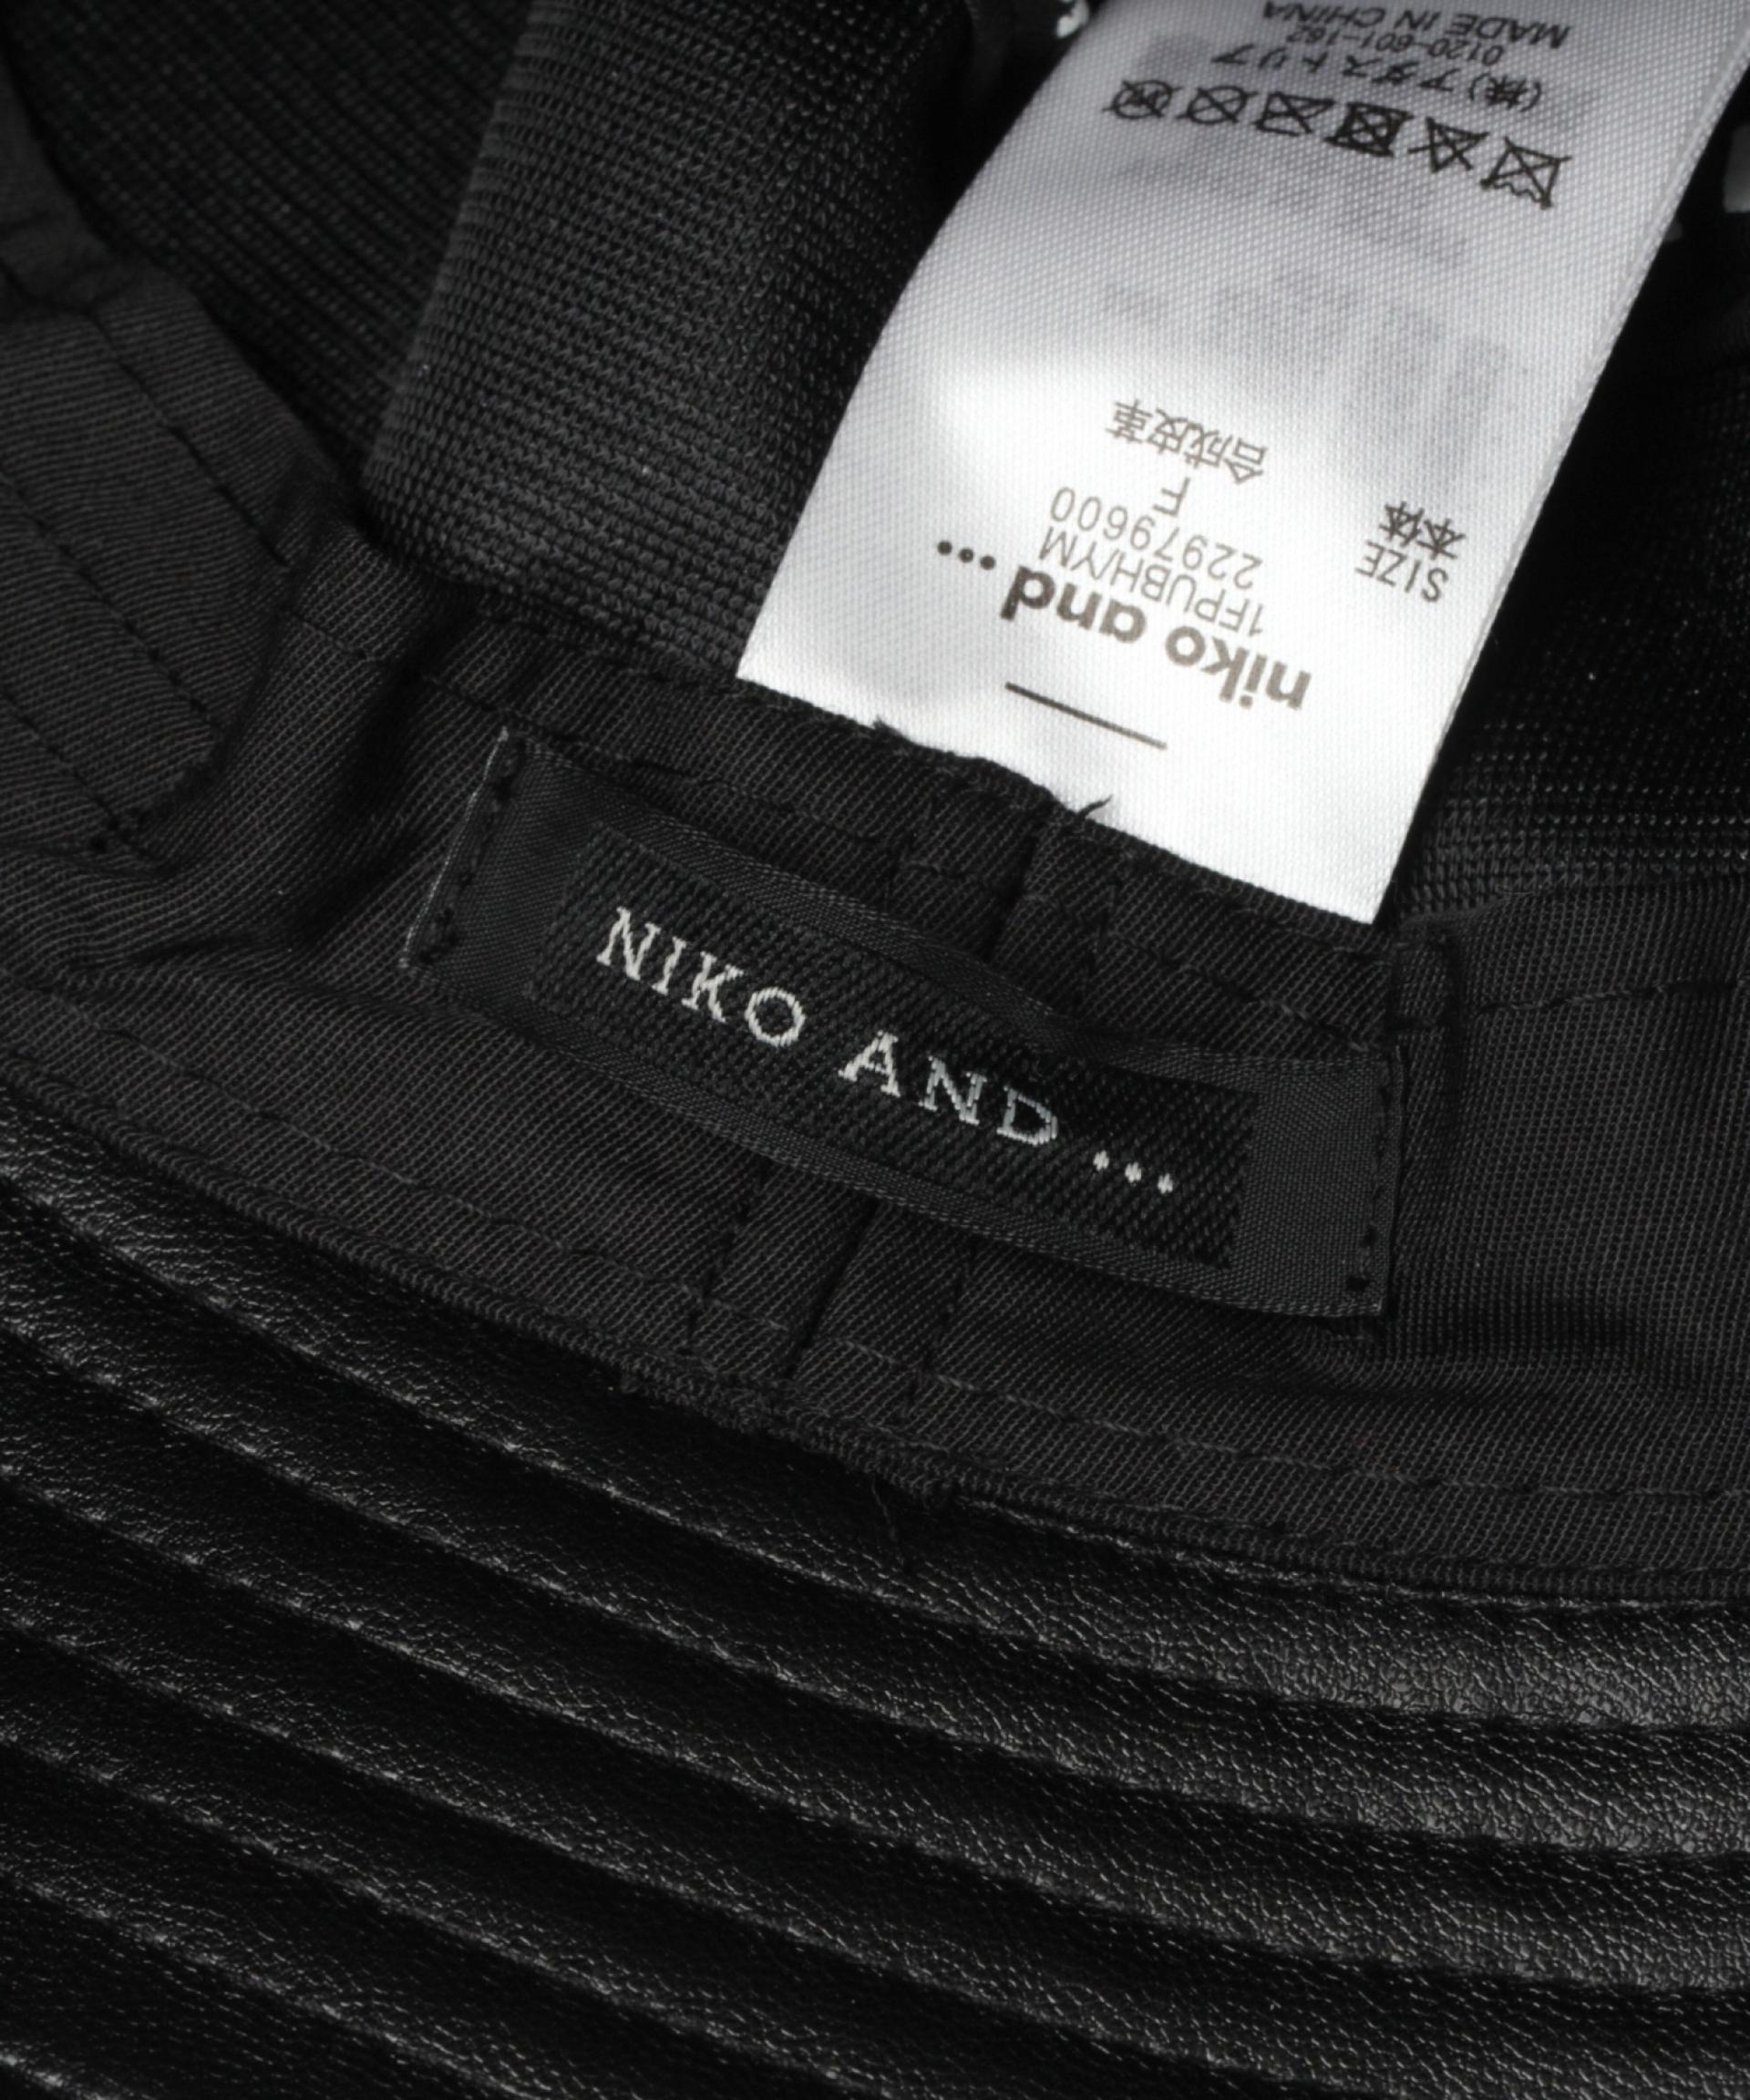 niko and ...
1FPUBH/YM
22979600
SIZE F
本体 合成皮革
(株)アダストリア
0120-601-162
MADE IN CHINA
NIKO AND ...